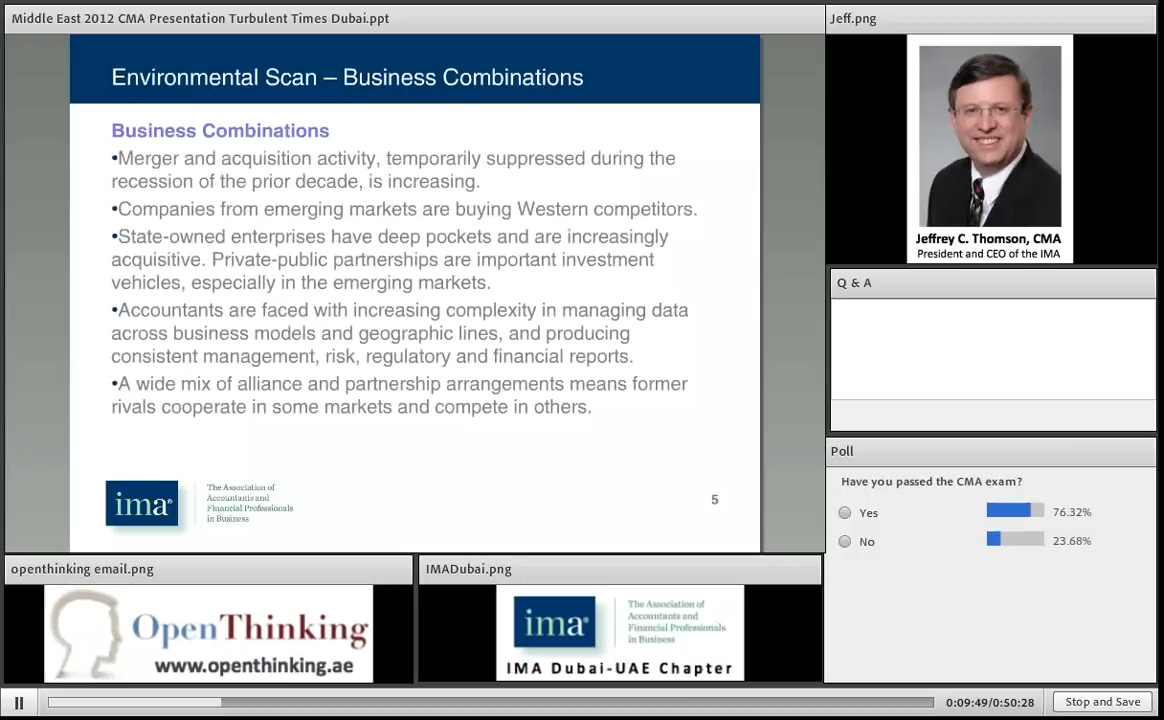 Middle East 2012 CMA Presentation Turbulent Times Dubai.ppt
Environmental Scan – Business Combinations
Business Combinations
•Merger and acquisition activity, temporarily suppressed during the
recession of the prior decade, is increasing.
•Companies from emerging markets are buying Western competitors.
•State-owned enterprises have deep pockets and are increasingly
acquisitive. Private-public partnerships are important investment
vehicles, especially in the emerging markets.
•Accountants are faced with increasing complexity in managing data
across business models and geographic lines, and producing
consistent management, risk, regulatory and financial reports.
•A wide mix of alliance and partnership arrangements means former
rivals cooperate in some markets and compete in others.
ima®
The Association of
Accountants and
Financial Professionals
in Business
5
Jeff.png
Jeffrey C. Thomson, CMA
President and CEO of the IMA
Q & A
Poll
Have you passed the CMA exam?
Yes 76.32%
No 23.68%
openthinking email.png
OpenThinking
www.openthinking.ae
IMADubai.png
ima®
The Association of
Accountants and
Financial Professionals
in Business
IMA Dubai-UAE Chapter
0:09:49/0:50:28
Stop and Save